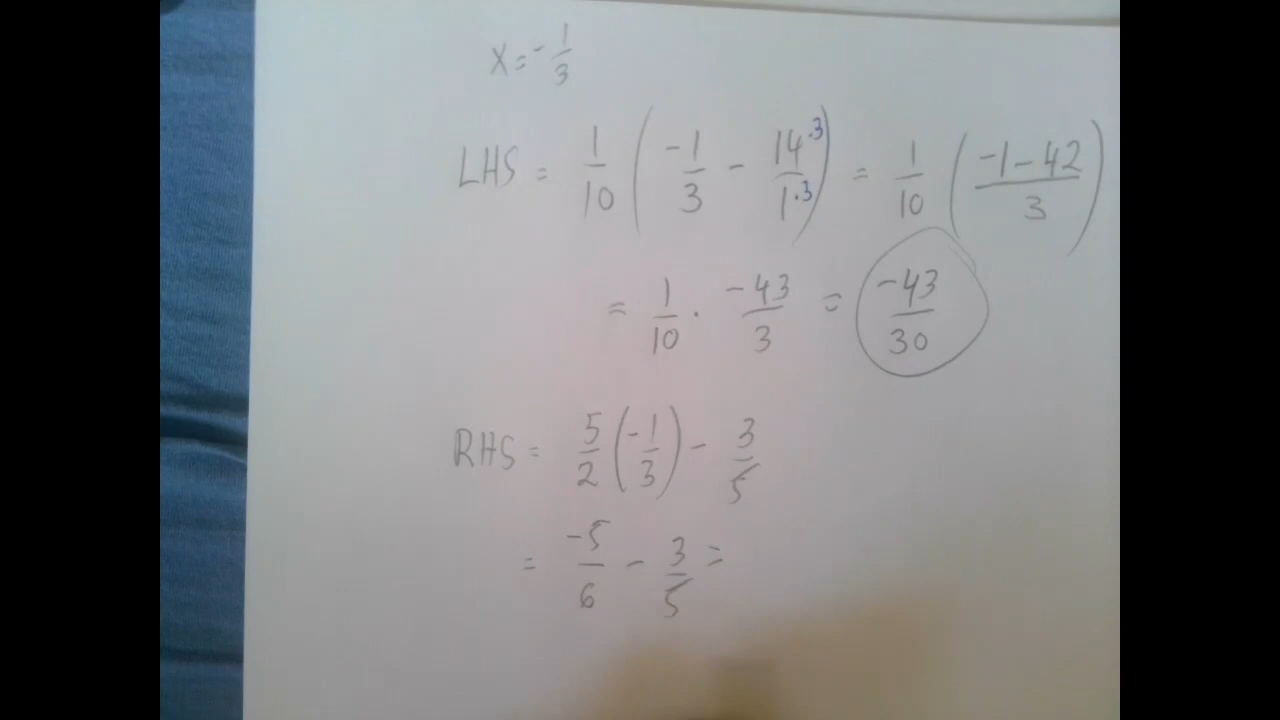 x = -1/3
LHS = 1/10 (-1/3 - 14·3/1·3) = 1/10 (-1-42/3)
= 1/10 · -43/3 = -43/30
RHS = 5/2 (-1/3) - 3/5
= -5/6 - 3/5 =